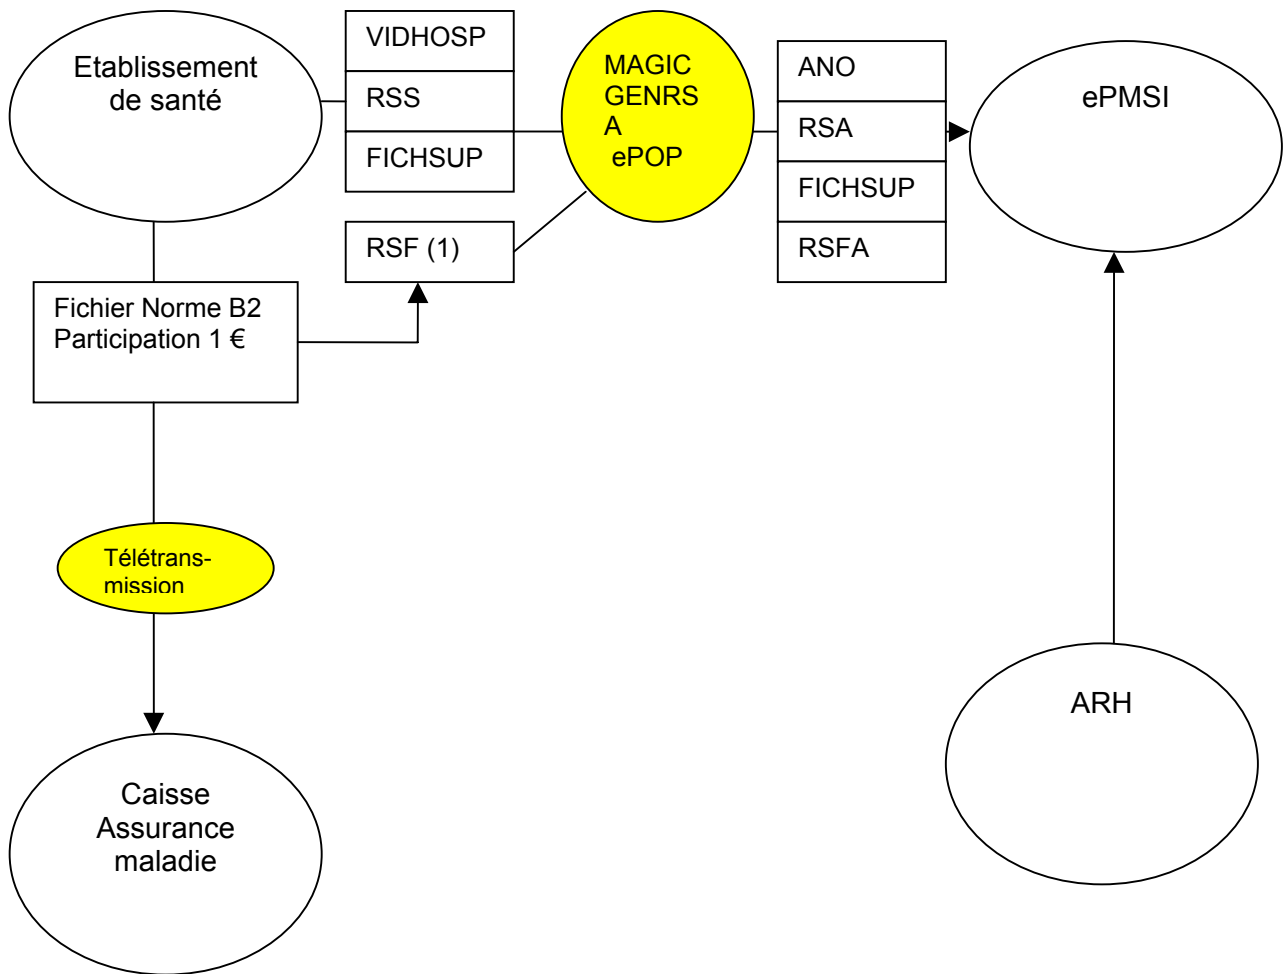 Etablissement
de santé
VIDHOSP
RSS
FICHSUP
RSF (1)
MAGIC
GENRS
A
ePOP
ANO
RSA
FICHSUP
RSFA
ePMSI
Fichier Norme B2
Participation 1 €
Télétrans-
mission
Caisse
Assurance
maladie
ARH